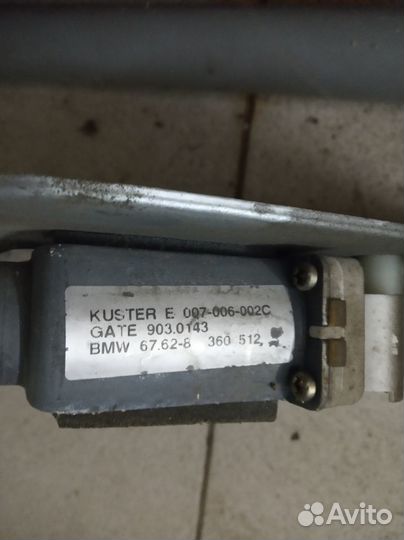 KUSTER E 007-006-002C
GATE 903.0143
BMW 67.62-8 360 512
Avito